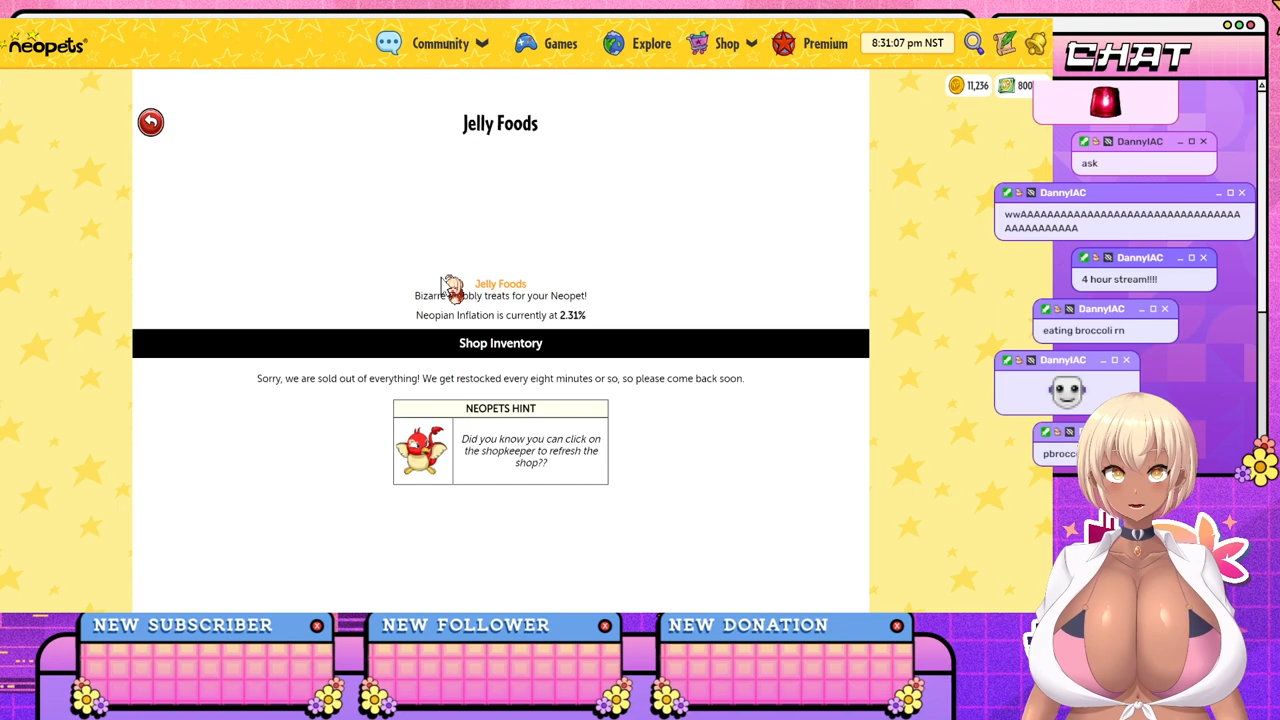 neopets
Community
Games
Explore
Shop
Premium
8:31:07 pm NST
11,236
800
Jelly Foods
Jelly Foods
Bizarre bbly treats for your Neopet!
Neopian Inflation is currently at 2.31%
Shop Inventory
Sorry, we are sold out of everything! We get restocked every eight minutes or so, so please come back soon.
NEOPETS HINT
Did you know you can click on
the shopkeeper to refresh the
shop??
CHAT
DannyIAC
ask
DannyIAC
wwAAAAAAAAAAAAAAAAAAAAAAAAAAAAAAAAA
AAAAAAAAAAAA
DannyIAC
4 hour stream!!!!
DannyIAC
eating broccoli rn
DannyIAC
NEW SUBSCRIBER
NEW FOLLOWER
NEW DONATION